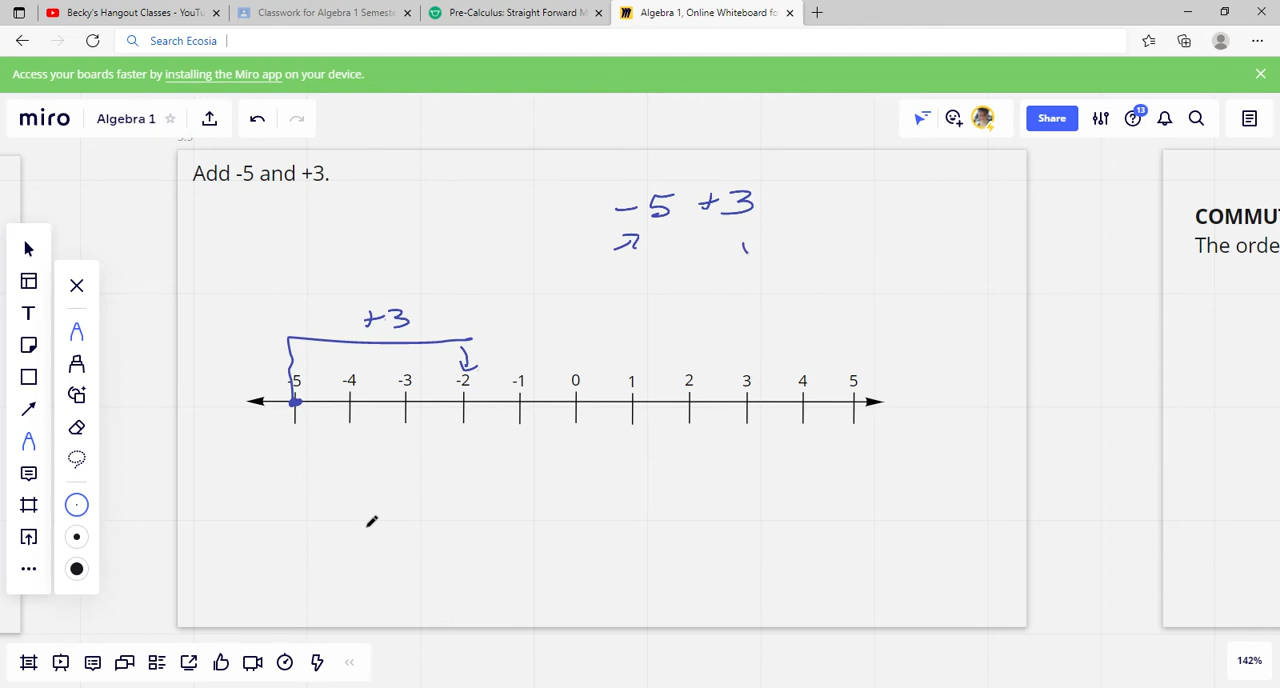 Becky's Hangout Classes - YouTu
Classwork for Algebra 1 Semeste
Pre-Calculus: Straight Forward M
Algebra 1, Online Whiteboard fo
Search Ecosia
Access your boards faster by installing the Miro app on your device.
miro
Algebra 1
Share
13
Add -5 and +3.
-5 +3
COMMUT
The orde
+3
-5 -4 -3 -2 -1 0 1 2 3 4 5
142%